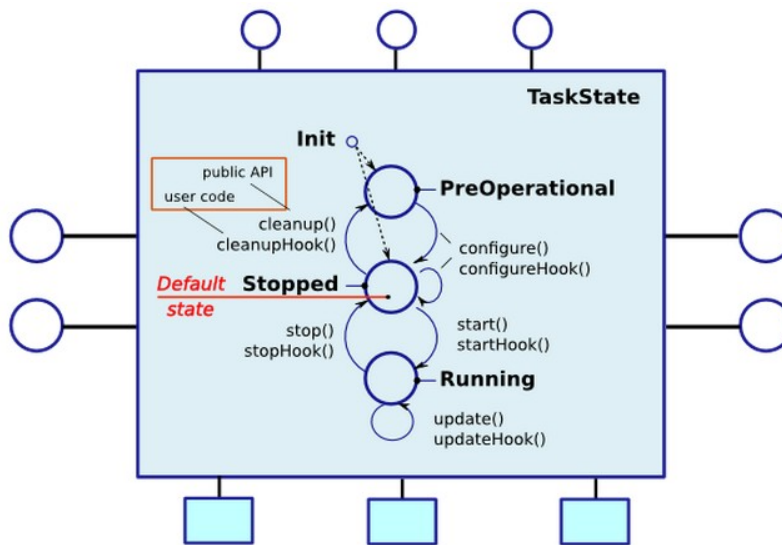 TaskState
Init
public API
user code
PreOperational
cleanup()
cleanupHook()
configure()
configureHook()
Default
state
Stopped
stop()
stopHook()
start()
startHook()
Running
update()
updateHook()